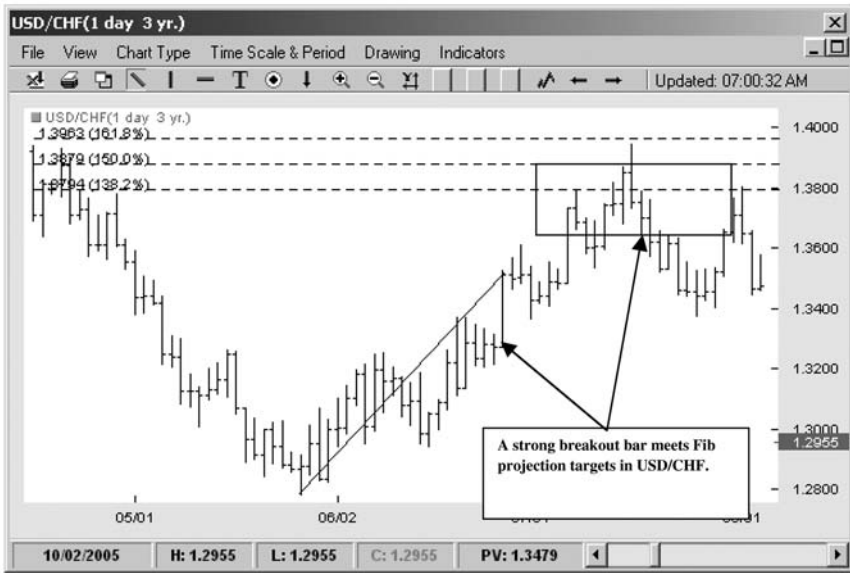 USD/CHF(1 day 3 yr.)
File View Chart Type Time Scale & Period Drawing Indicators
T Updated: 07:00:32 AM
USD/CHF(1 day 3 yr.)
1.3963 (161.8%)
1.3879 (150.0%)
1.3794 (138.2%)
1.4000
1.3800
1.3600
1.3400
1.3200
1.3000
1.2955
1.2800
A strong breakout bar meets Fib
projection targets in USD/CHF.
05/01 06/02
10/02/2005 H: 1.2955 L: 1.2955 C: 1.2955 PV: 1.3479